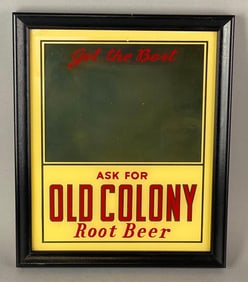 Get the Best
ASK FOR
OLD COLONY
Root Beer